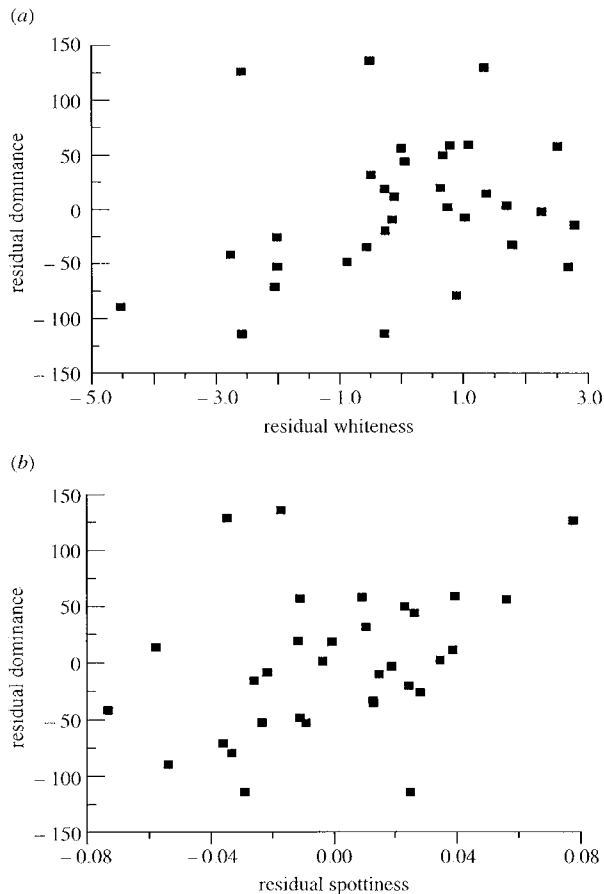 (a)
150
100
50
0
– 50
– 100
– 150
residual dominance
– 5.0 – 3.0 – 1.0 1.0 3.0
residual whiteness
(b)
150
100
50
0
– 50
– 100
– 150
residual dominance
– 0.08 – 0.04 0.00 0.04 0.08
residual spottiness